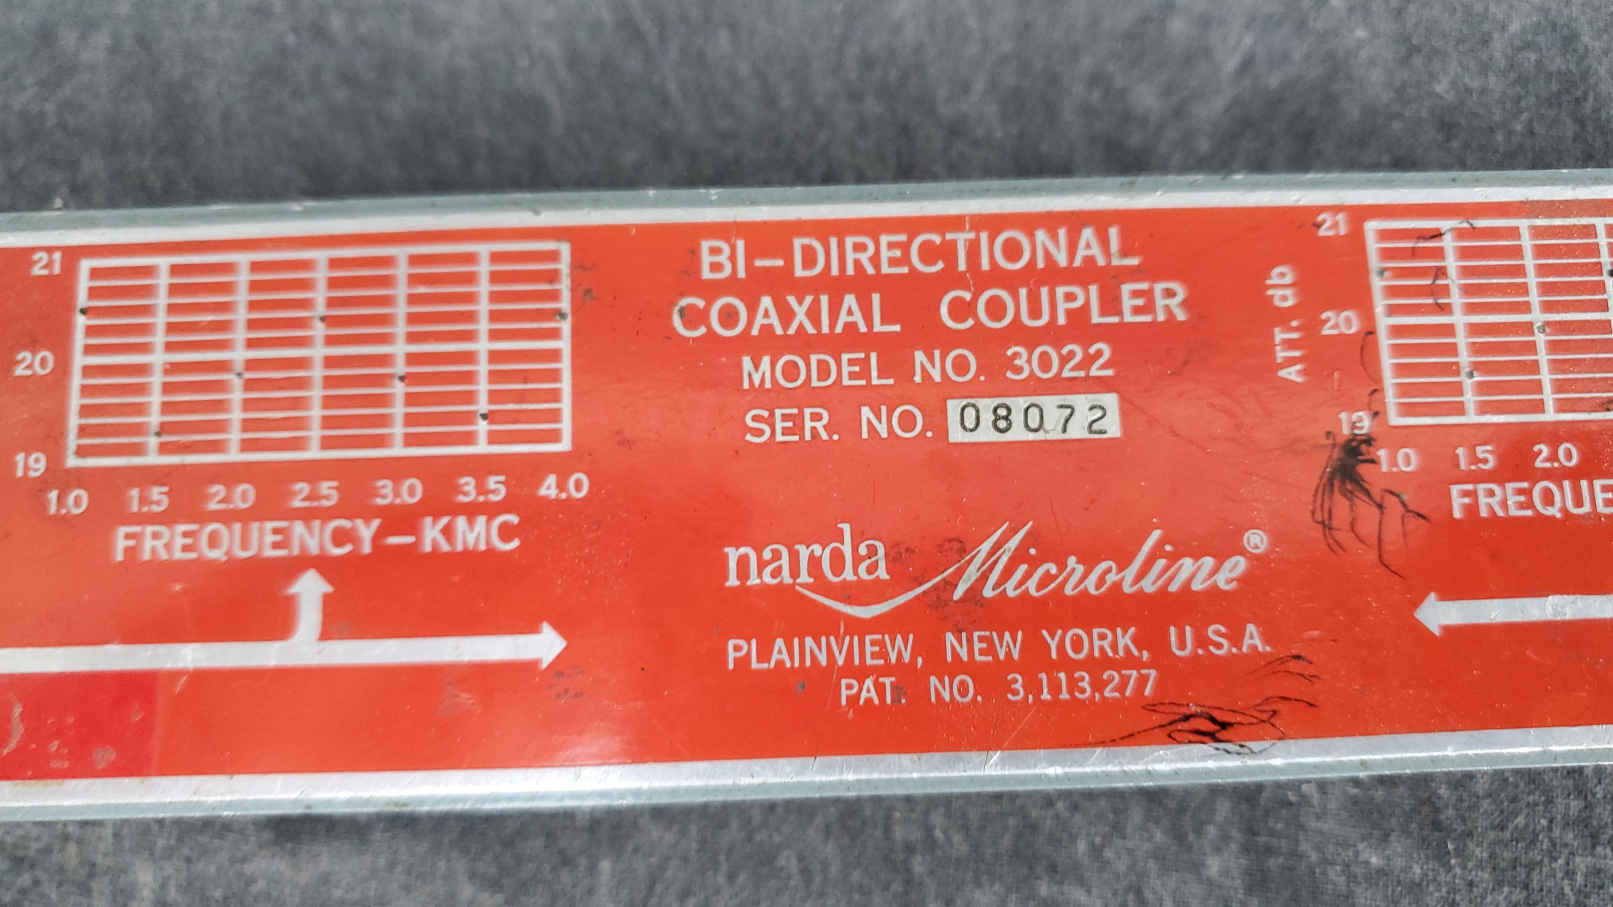 21
20
19
1.0 1.5 2.0 2.5 3.0 3.5 4.0
FREQUENCY-KMC
BI-DIRECTIONAL
COAXIAL COUPLER
MODEL NO. 3022
SER. NO. 08072
narda Microline®
PLAINVIEW, NEW YORK, U.S.A.
PAT. NO. 3,113,277
ATT. db
21
20
19
1.0 1.5 2.0
FREQUE